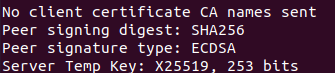 No client certificate CA names sent
Peer signing digest: SHA256
Peer signature type: ECDSA
Server Temp Key: X25519, 253 bits